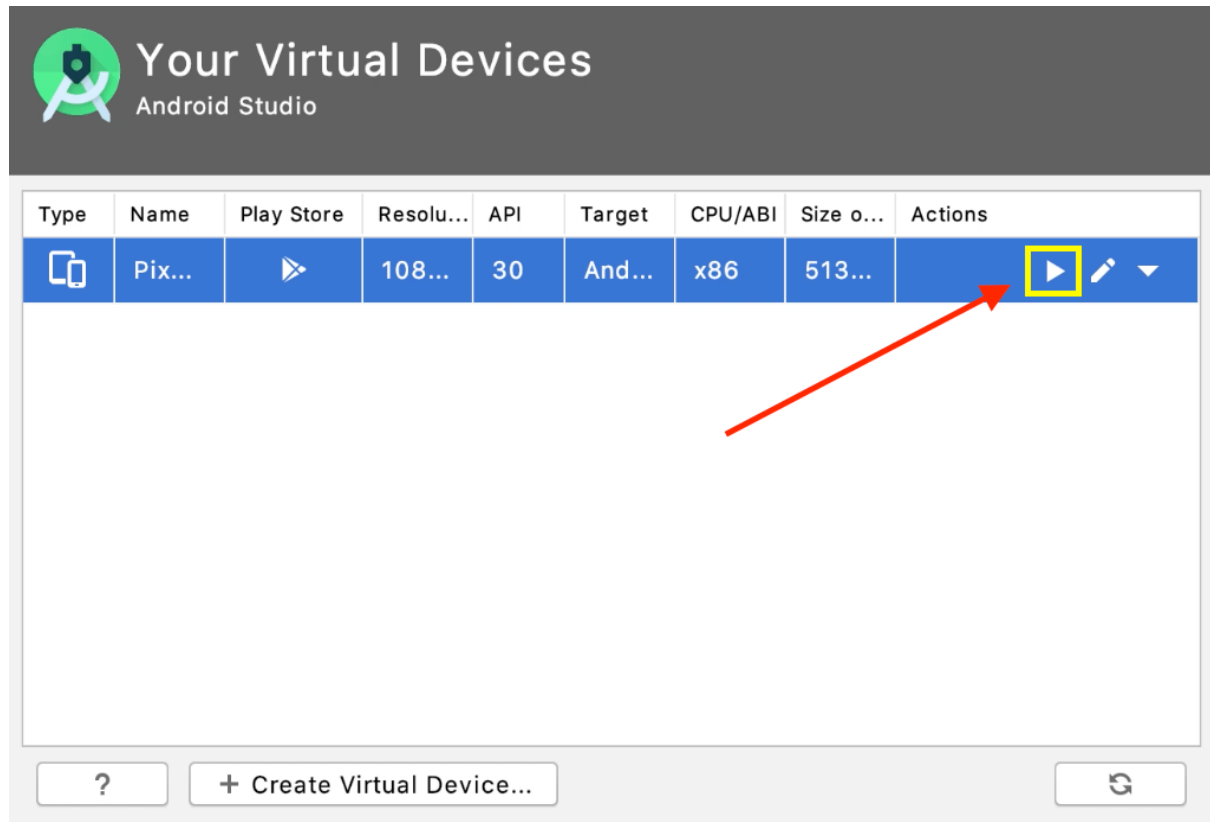 Your Virtual Devices
Android Studio
Type Name Play Store Resolu... API Target CPU/ABI Size o... Actions
Pix... 108... 30 And... x86 513...
? + Create Virtual Device...